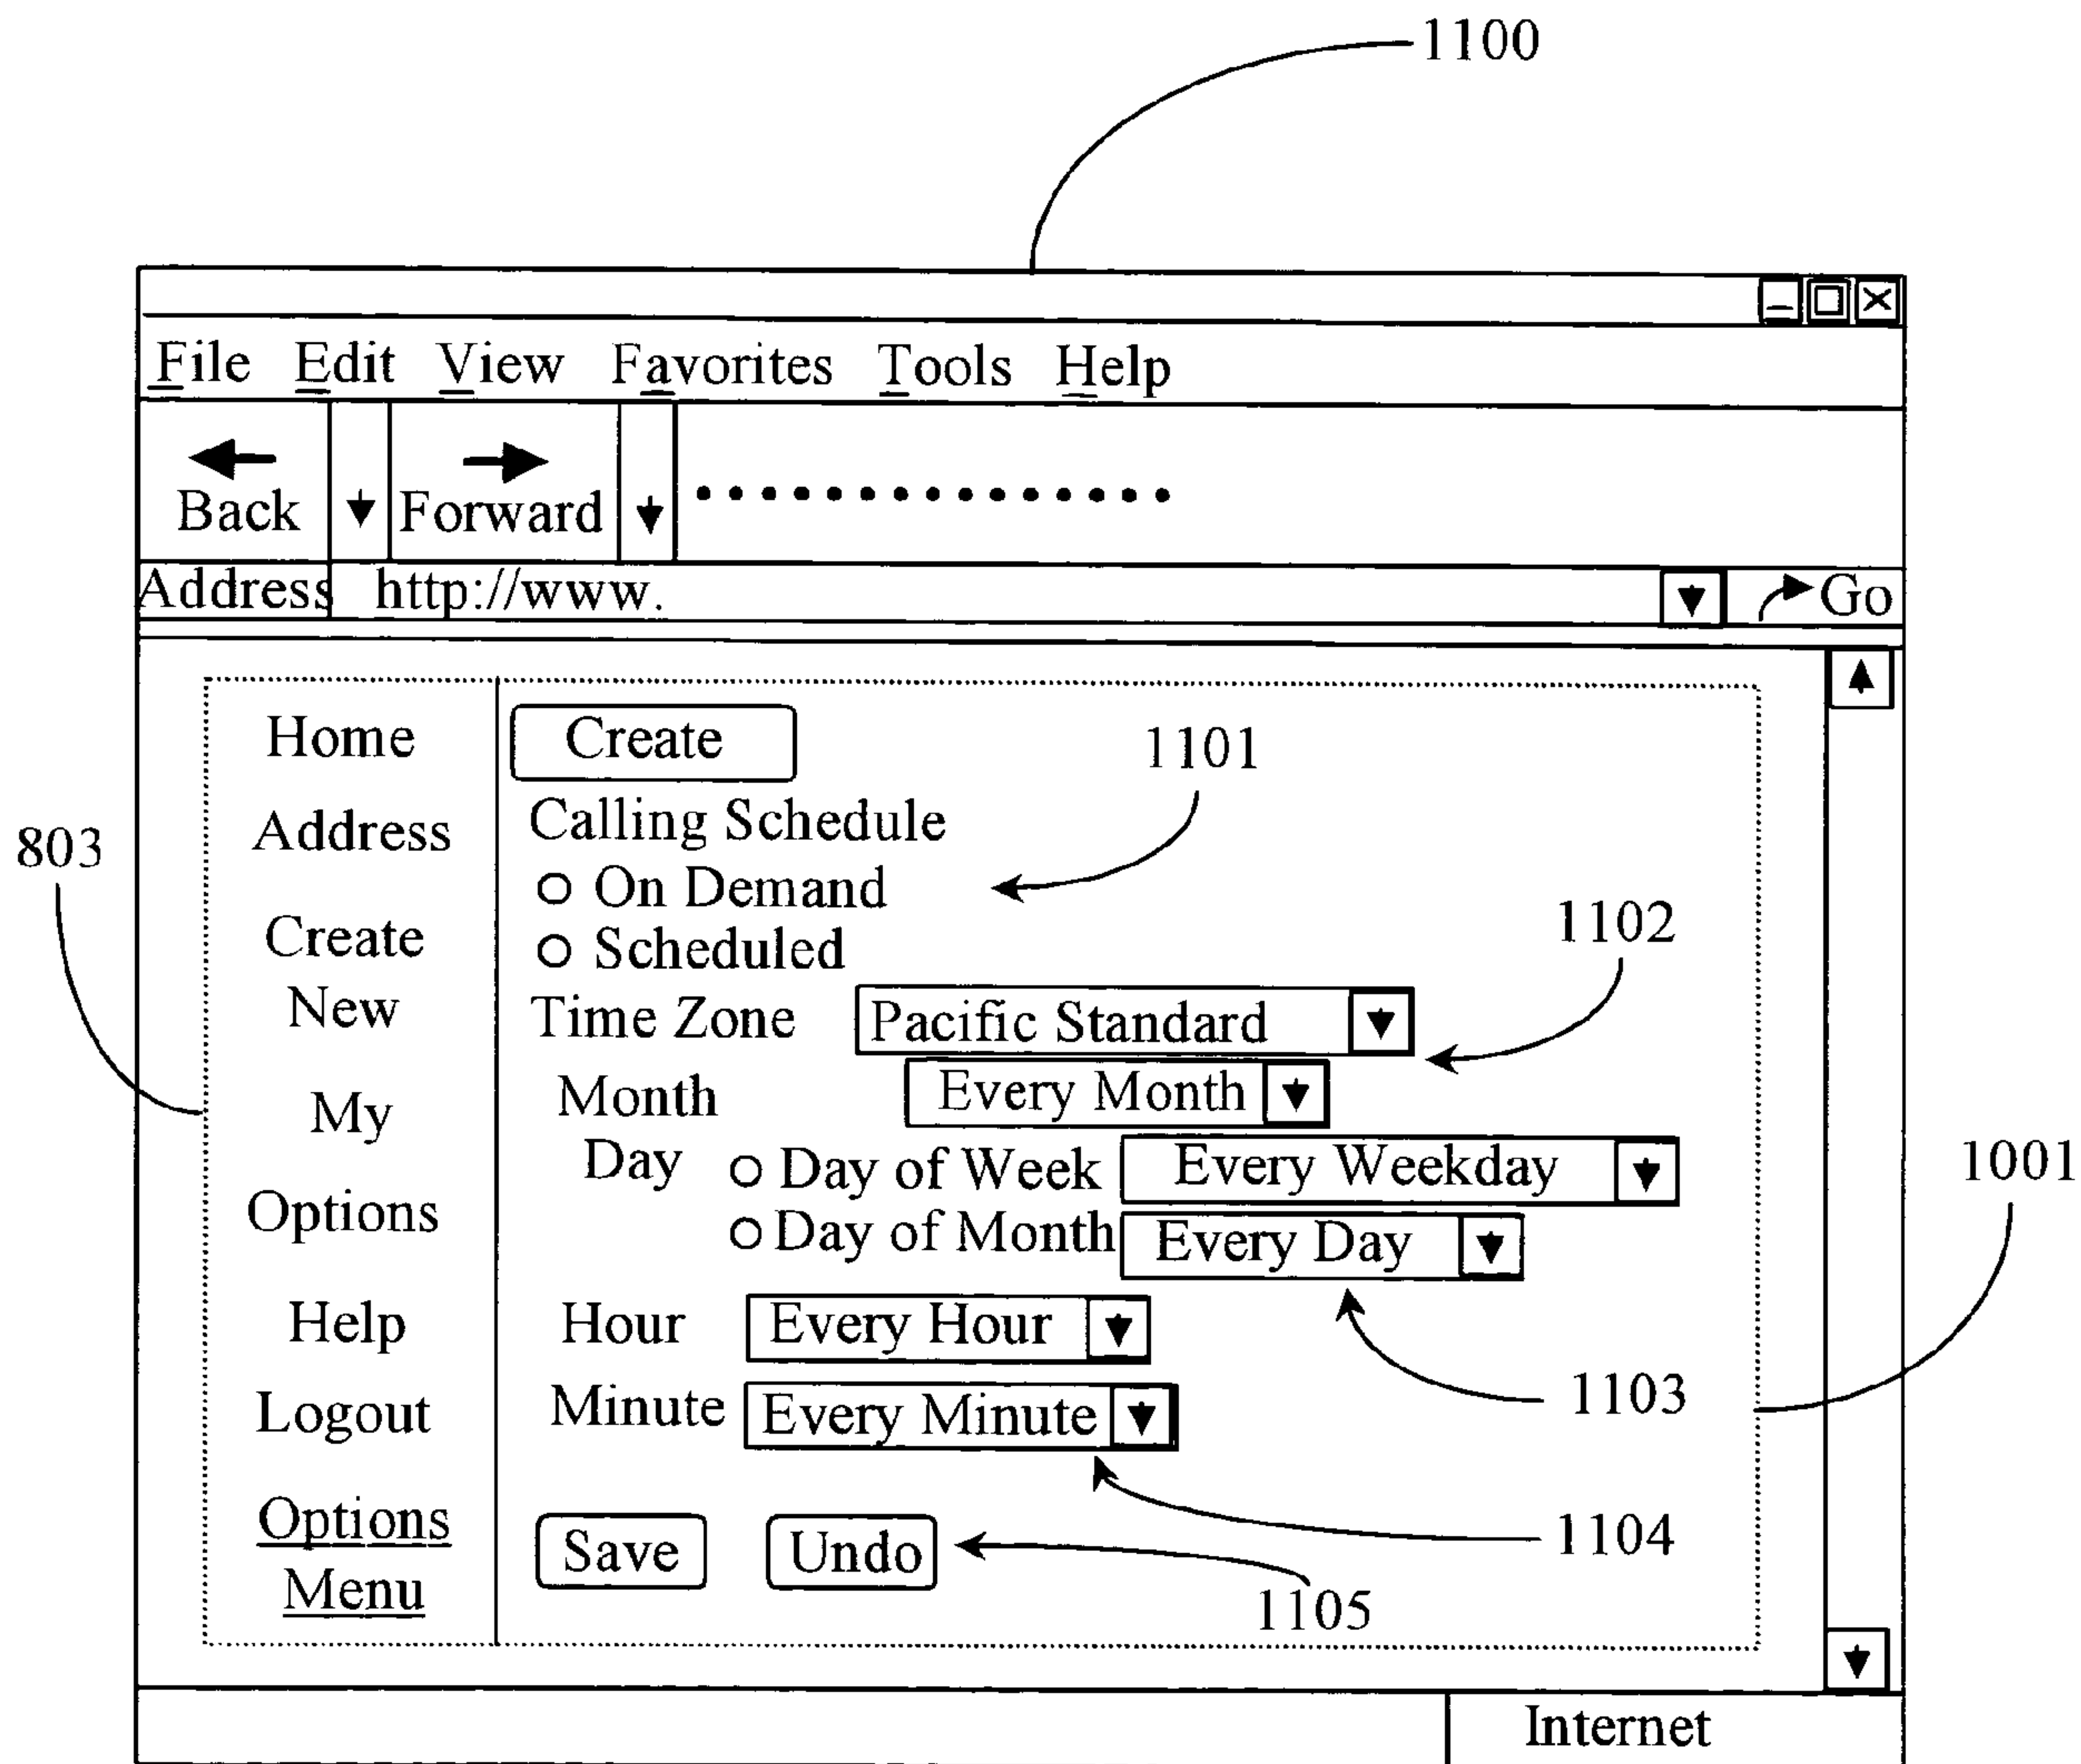 1100
File Edit View Favorites Tools Help
Back Forward
Address http://www. Go
Home
Address
Create
New
My
Options
Help
Logout
Options
Menu
803
Create
Calling Schedule
On Demand
Scheduled
Time Zone Pacific Standard
Month Every Month
Day Day of Week Every Weekday
Day of Month Every Day
Hour Every Hour
Minute Every Minute
Save Undo
1101
1102
1001
1103
1104
1105
Internet